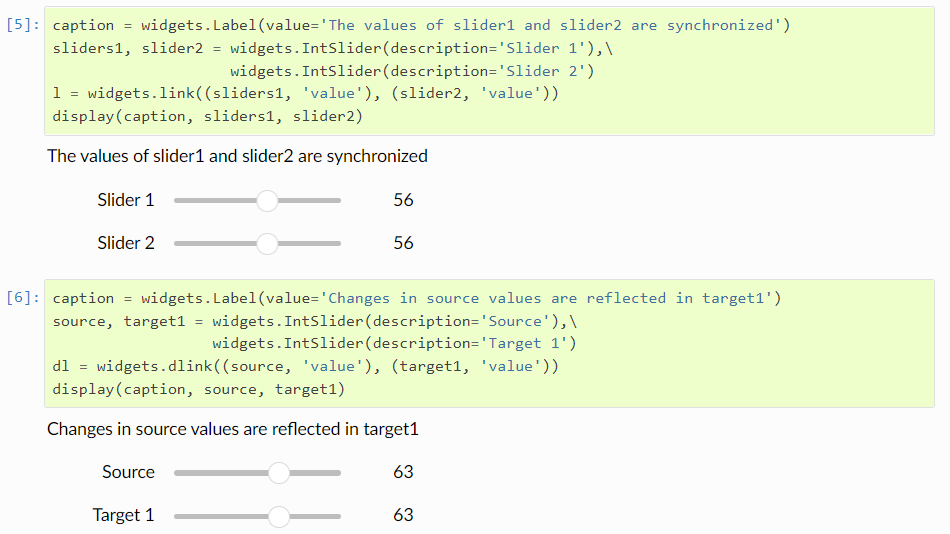 [5]: caption = widgets.Label(value='The values of slider1 and slider2 are synchronized')
sliders1, slider2 = widgets.IntSlider(description='Slider 1'),\
widgets.IntSlider(description='Slider 2')
l = widgets.link((sliders1, 'value'), (slider2, 'value'))
display(caption, sliders1, slider2)
The values of slider1 and slider2 are synchronized
Slider 1 56
Slider 2 56
[6]: caption = widgets.Label(value='Changes in source values are reflected in target1')
source, target1 = widgets.IntSlider(description='Source'),\
widgets.IntSlider(description='Target 1')
dl = widgets.dlink((source, 'value'), (target1, 'value'))
display(caption, source, target1)
Changes in source values are reflected in target1
Source 63
Target 1 63